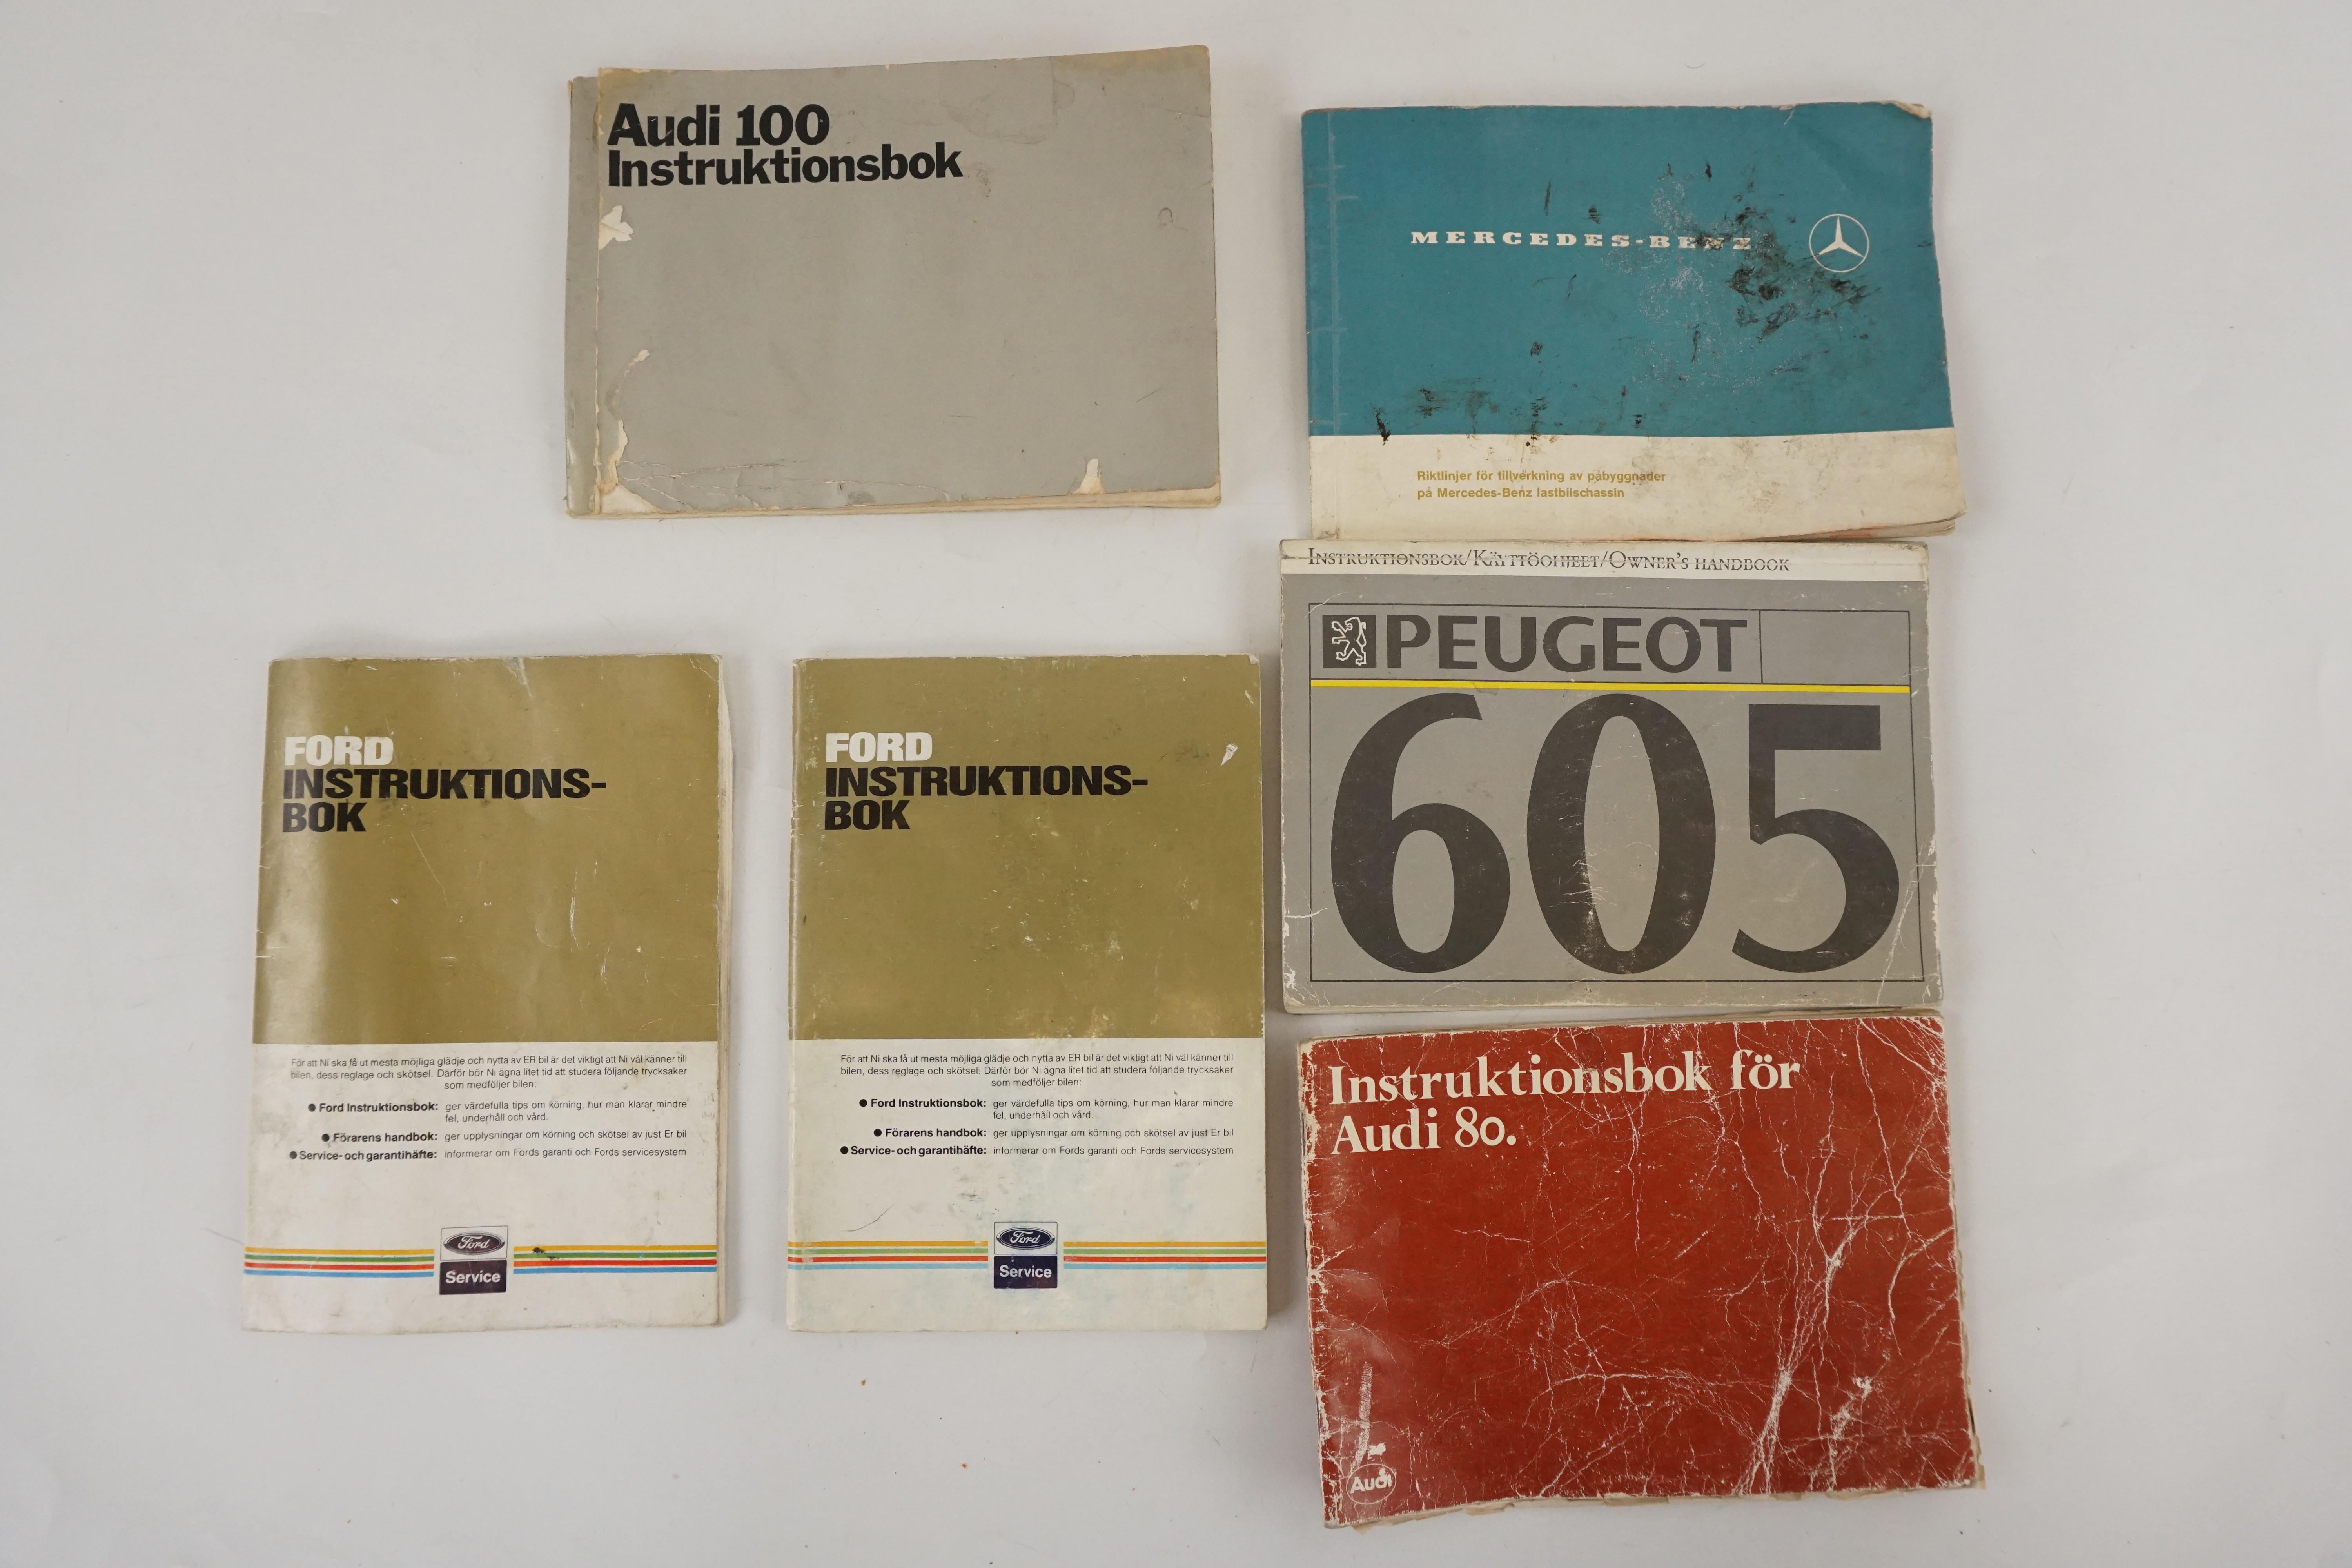 Audi 100
Instruktionsbok
MERCEDES-BENZ
Riktlinjer för tillverkning av påbyggnader
på Mercedes-Benz lastbilschassin
INSTRUKTIONSBOK/KÄYTTÖOHJEET/OWNER'S HANDBOOK
PEUGEOT
605
FORD
INSTRUKTIONS-
BOK
För att Ni ska få ut mesta möjliga glädje och nytta av ER bil är det viktigt att Ni väl känner till
bilen, dess reglage och skötsel. Därför bör Ni ägna litet tid att studera följande trycksaker
som medföljer bilen:
● Ford Instruktionsbok: ger värdefulla tips om körning, hur man klarar mindre
fel, underhåll och vård.
● Förarens handbok: ger upplysningar om körning och skötsel av just Er bil
● Service- och garantihäfte: informerar om Fords garanti och Fords servicesystem
Ford
Service
FORD
INSTRUKTIONS-
BOK
För att Ni ska få ut mesta möjliga glädje och nytta av ER bil är det viktigt att Ni väl känner till
bilen, dess reglage och skötsel. Därför bör Ni ägna litet tid att studera följande trycksaker
som medföljer bilen:
● Ford Instruktionsbok: ger värdefulla tips om körning, hur man klarar mindre
fel, underhåll och vård.
● Förarens handbok: ger upplysningar om körning och skötsel av just Er bil
● Service- och garantihäfte: informerar om Fords garanti och Fords servicesystem
Ford
Service
Instruktionsbok för
Audi 80.
Audi